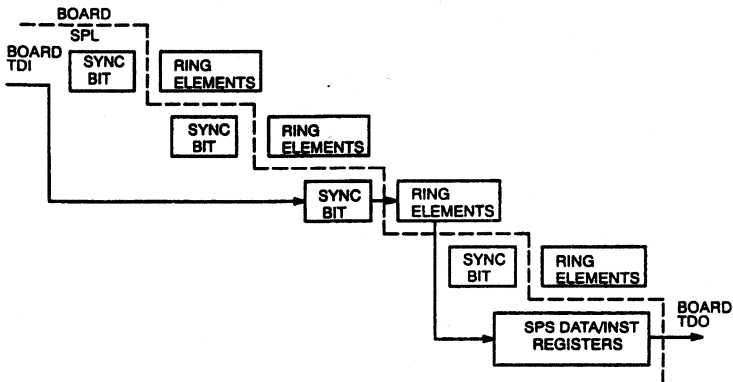 BOARD
SPL
BOARD
TDI
SYNC
BIT
RING
ELEMENTS
SYNC
BIT
RING
ELEMENTS
SYNC
BIT
RING
ELEMENTS
SYNC
BIT
RING
ELEMENTS
BOARD
TDO
SPS DATA/INST
REGISTERS